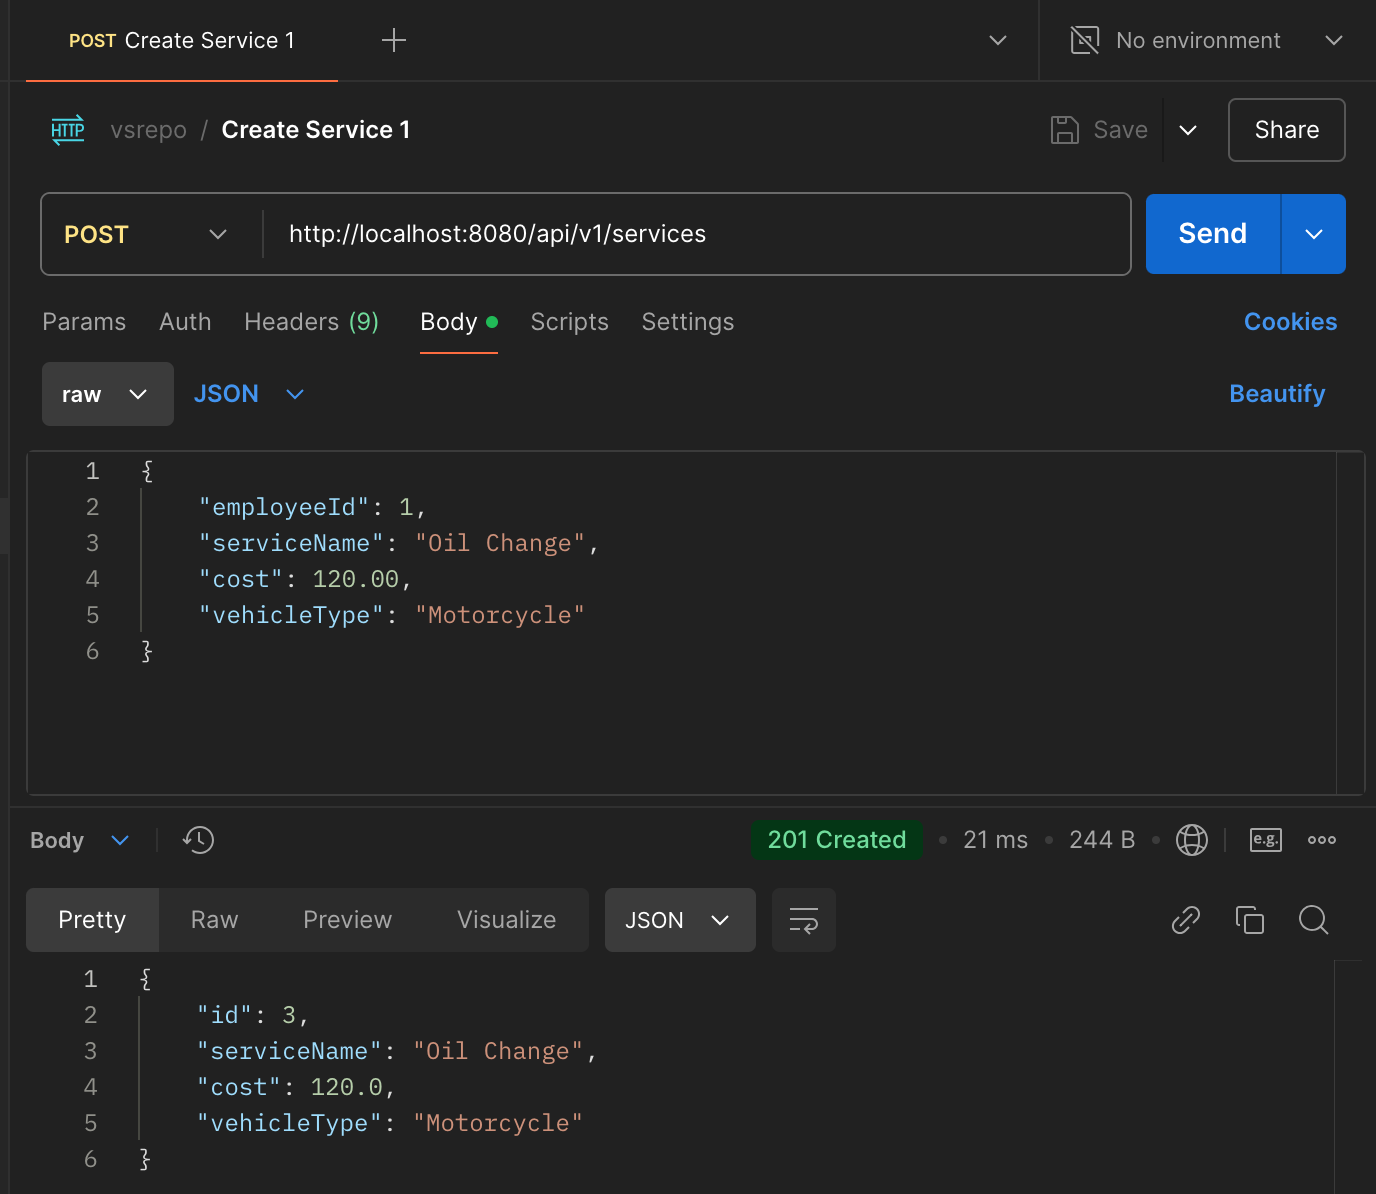 POST Create Service 1
No environment
HTTP vsrepo / Create Service 1
Save
Share
POST http://localhost:8080/api/v1/services
Send
Params Auth Headers (9) Body Scripts Settings Cookies
raw JSON Beautify
1 {
2 "employeeId": 1,
3 "serviceName": "Oil Change",
4 "cost": 120.00,
5 "vehicleType": "Motorcycle"
6 }
Body 201 Created • 21 ms • 244 B • e.g.
Pretty Raw Preview Visualize JSON
1 {
2 "id": 3,
3 "serviceName": "Oil Change",
4 "cost": 120.0,
5 "vehicleType": "Motorcycle"
6 }